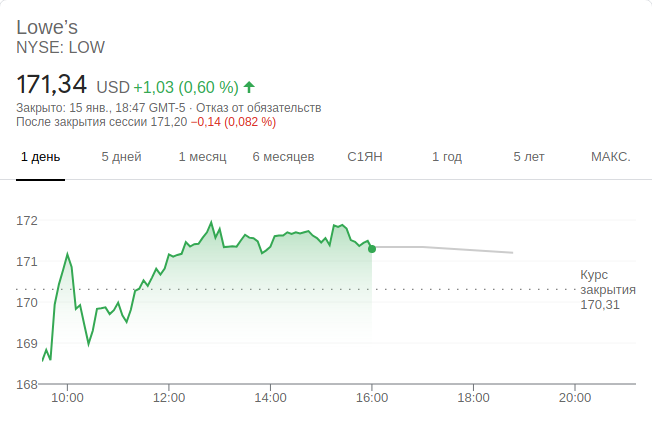 Lowe's
NYSE: LOW
171,34 USD +1,03 (0,60 %)
Закрыто: 15 янв., 18:47 GMT-5 · Отказ от обязательств
После закрытия сессии 171,20 −0,14 (0,082 %)
1 день 5 дней 1 месяц 6 месяцев С1ЯН 1 год 5 лет МАКС.
172
171
Курс
закрытия
170,31
170
169
168
10:00 12:00 14:00 16:00 18:00 20:00